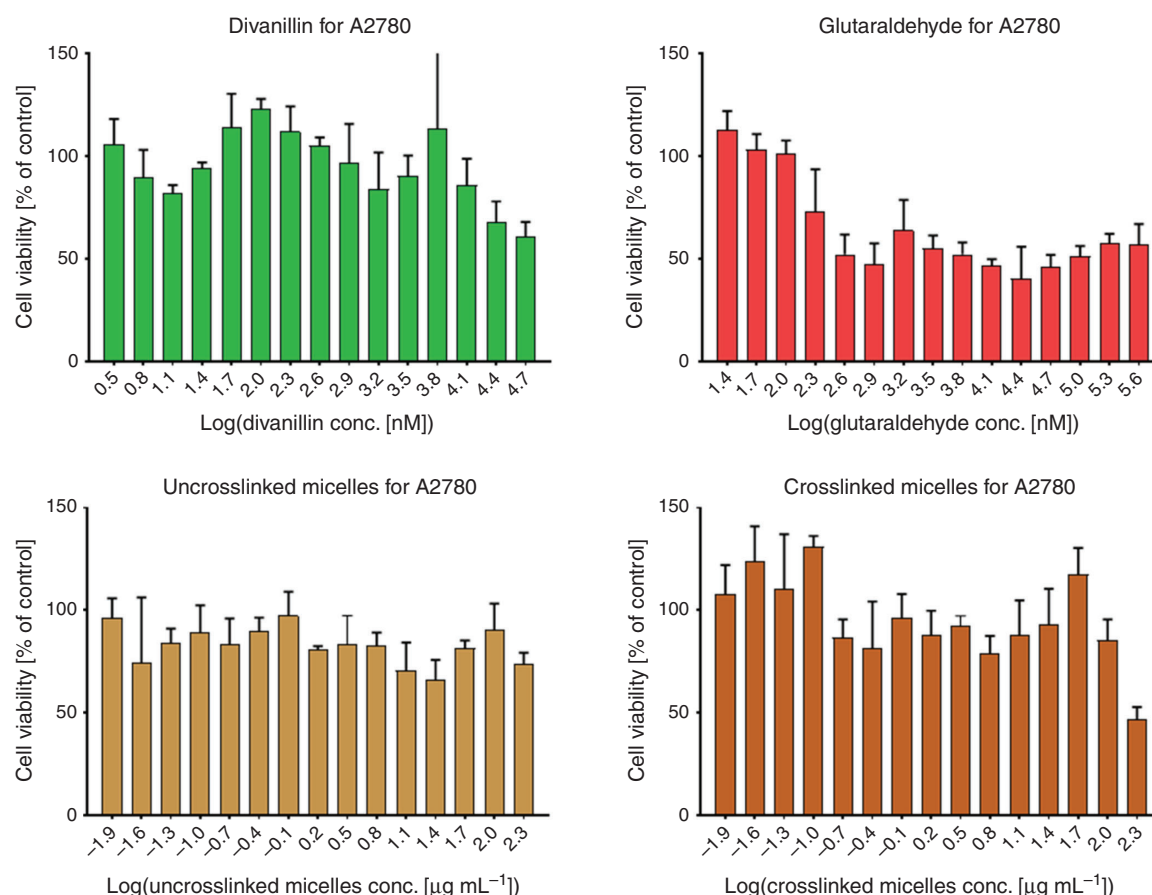 Divanillin for A2780
Cell viability [% of control]
150
100
50
0
0.5 0.8 1.1 1.4 1.7 2.0 2.3 2.6 2.9 3.2 3.5 3.8 4.1 4.4 4.7
Log(divanillin conc. [nM])
Glutaraldehyde for A2780
Cell viability [% of control]
150
100
50
0
1.4 1.7 2.0 2.3 2.6 2.9 3.2 3.5 3.8 4.1 4.4 4.7 5.0 5.3 5.6
Log(glutaraldehyde conc. [nM])
Uncrosslinked micelles for A2780
Cell viability [% of control]
150
100
50
0
−1.9 −1.6 −1.3 −1.0 −0.7 −0.4 −0.1 0.2 0.5 0.8 1.1 1.4 1.7 2.0 2.3
Log(uncrosslinked micelles conc. [μg mL⁻¹])
Crosslinked micelles for A2780
Cell viability [% of control]
150
100
50
0
−1.9 −1.6 −1.3 −1.0 −0.7 −0.4 −0.1 0.2 0.5 0.8 1.1 1.4 1.7 2.0 2.3
Log(crosslinked micelles conc. [μg mL⁻¹])